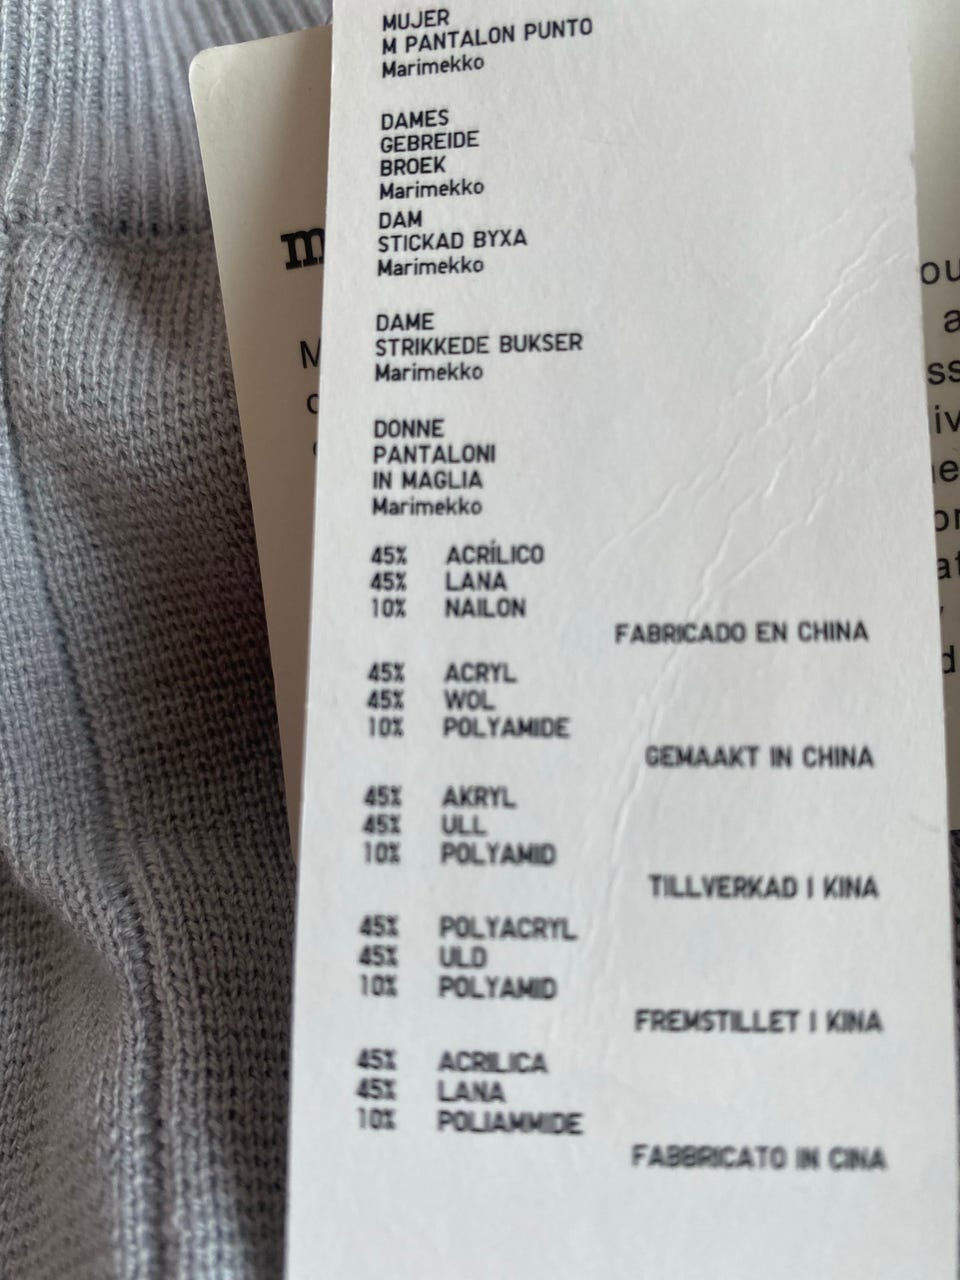 MUJER
M PANTALON PUNTO
Marimekko
DAMES
GEBREIDE
BROEK
Marimekko
DAM
STICKAD BYXA
Marimekko
DAME
STRIKKEDE BUKSER
Marimekko
DONNE
PANTALONI
IN MAGLIA
Marimekko
45% ACRÍLICO
45% LANA
10% NAILON
FABRICADO EN CHINA
45% ACRYL
45% WOL
10% POLYAMIDE
GEMAAKT IN CHINA
45% AKRYL
45% ULL
10% POLYAMID
TILLVERKAD I KINA
45% POLYACRYL
45% ULD
10% POLYAMID
FREMSTILLET I KINA
45% ACRILICA
45% LANA
10% POLIAMMIDE
FABBRICATO IN CINA